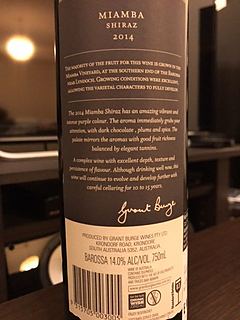 MIAMBA
SHIRAZ
2014
THE MAJORITY OF THE FRUIT FOR THIS WINE IS GROWN IN THE
MIAMBA VINEYARD, AT THE SOUTHERN END OF THE BAROSSA
NEAR LYNDOCH. GROWING CONDITIONS WERE EXCELLENT,
ALLOWING THE VARIETAL CHARACTERS TO FULLY DEVELOP.
The 2014 Miamba Shiraz has an amazing vibrant and
intense purple colour. The aroma immediately grabs your
attention, with dark chocolate, plums and spice. The
palate mirrors the aromas with good fruit richness
balanced by elegant tannins.
A complex wine with excellent depth, texture and
persistence of flavour. Although drinking well now, this
wine will continue to evolve and develop further with
careful cellaring for 10 to 15 years.
Grant Burge
PRODUCED BY GRANT BURGE WINES PTY LTD
KRONDORF ROAD, KRONDORF,
SOUTH AUSTRALIA 5352, AUSTRALIA.
BAROSSA 14.0% ALC/VOL 750mL